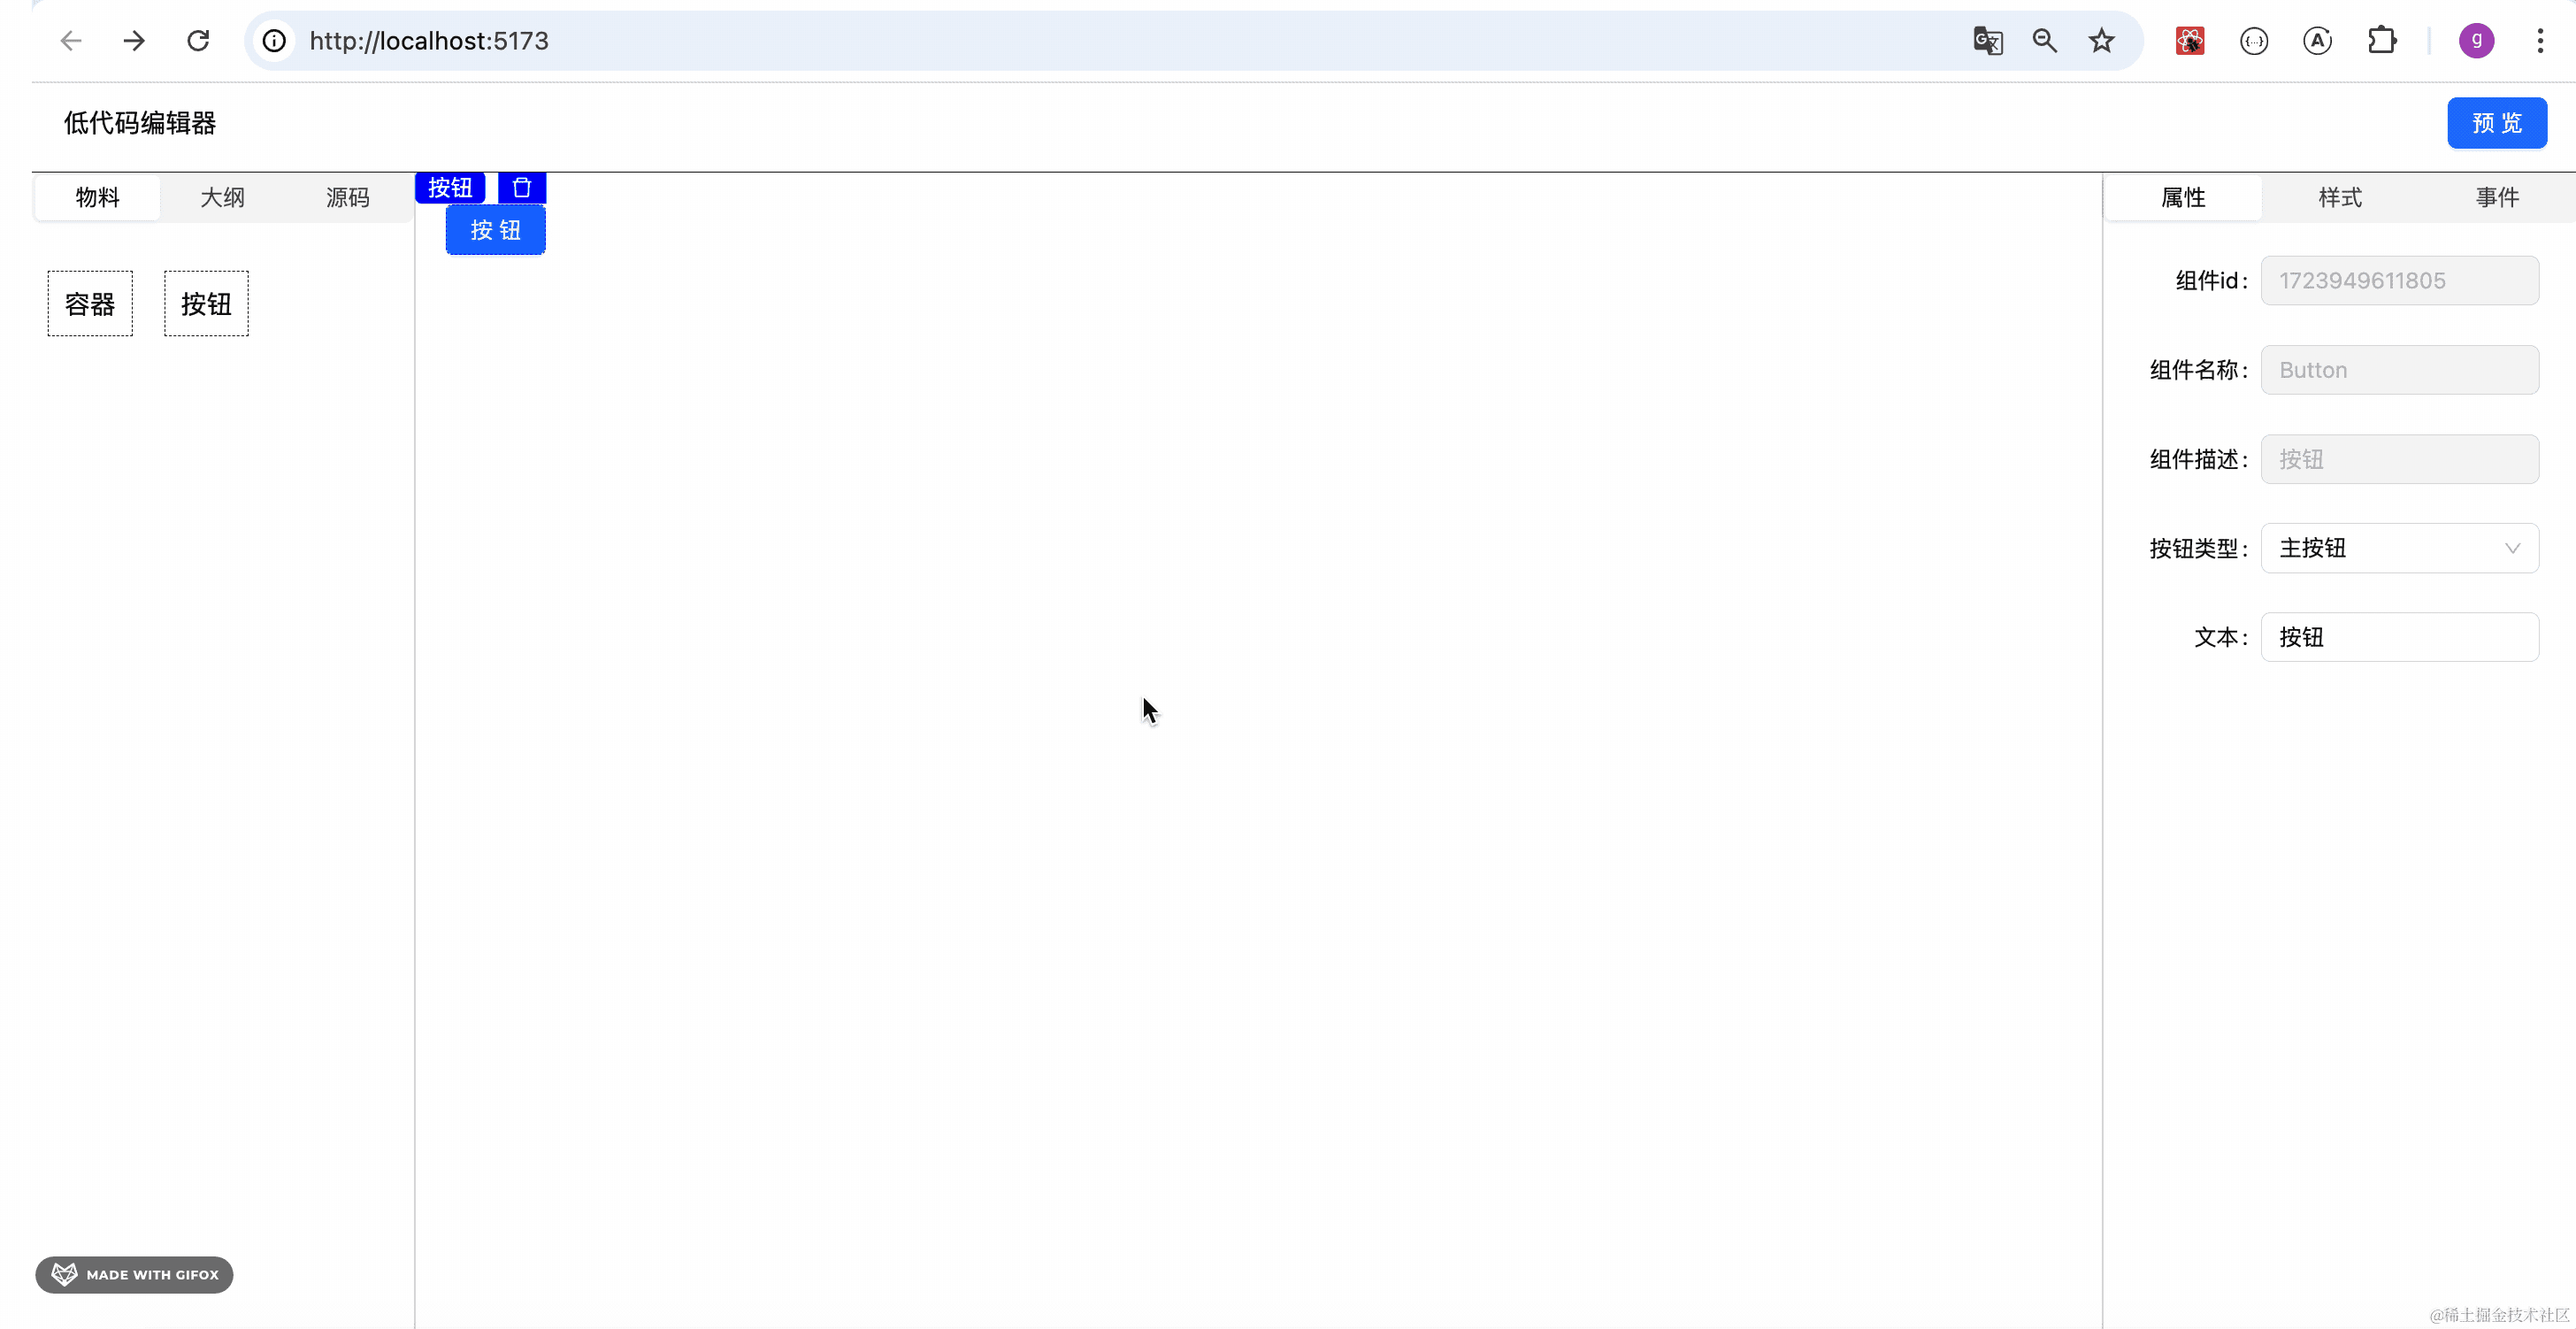 http://localhost:5173
g
低代码编辑器
预 览
物料 大纲 源码
按钮
按 钮
属性 样式 事件
容器 按钮
组件id: 1723949611805
组件名称: Button
组件描述: 按钮
按钮类型: 主按钮
文本: 按钮
MADE WITH GIFOX
@稀土掘金技术社区